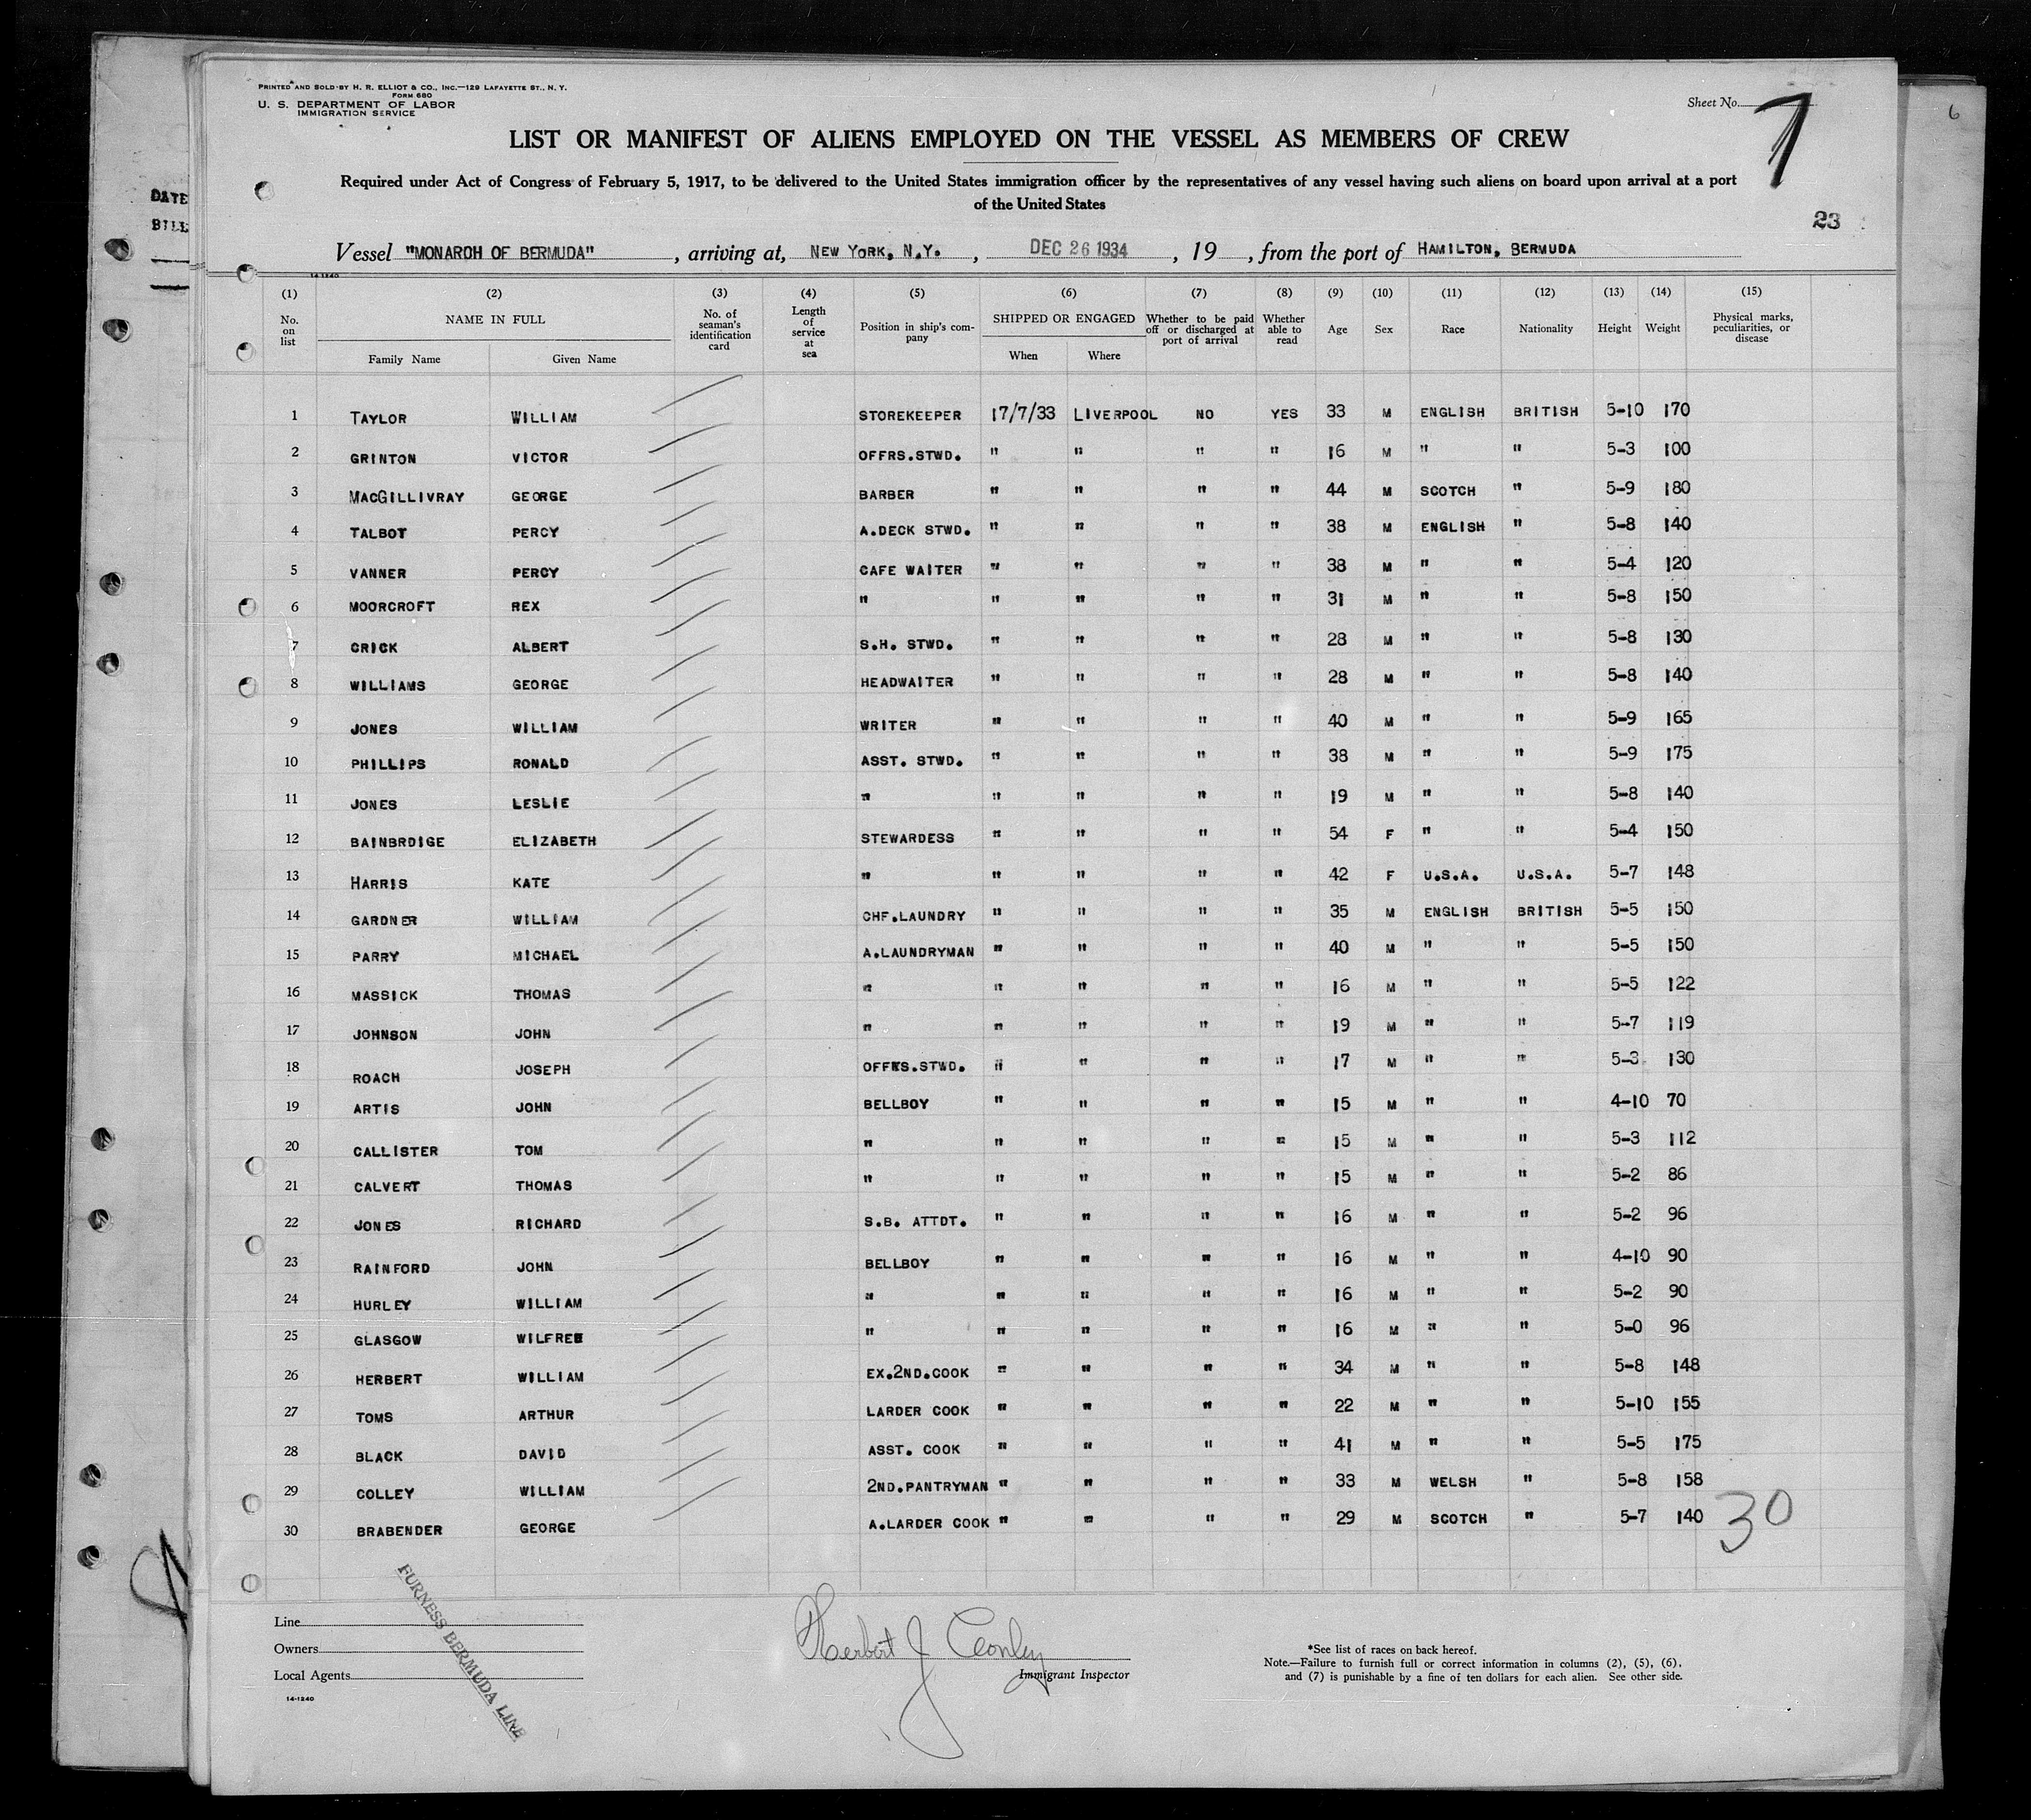 PRINTED AND SOLD BY H. R. ELLIOT & CO., INC.—129 LAFAYETTE ST., N. Y.
FORM 680
U. S. DEPARTMENT OF LABOR
IMMIGRATION SERVICE
Sheet No. 7
6
LIST OR MANIFEST OF ALIENS EMPLOYED ON THE VESSEL AS MEMBERS OF CREW
Required under Act of Congress of February 5, 1917, to be delivered to the United States immigration officer by the representatives of any vessel having such aliens on board upon arrival at a port
of the United States
DATE
BILL
23
Vessel "MONARCH OF BERMUDA", arriving at, NEW YORK, N.Y., DEC 26 1934, 19 , from the port of HAMILTON, BERMUDA
14-1240
(1) (2) (3) (4) (5) (6) (7) (8) (9) (10) (11) (12) (13) (14) (15)
No. on list NAME IN FULL Family Name Given Name No. of seaman's identification card Length of service at sea Position in ship's company SHIPPED OR ENGAGED When Where Whether to be paid off or discharged at port of arrival Whether able to read Age Sex Race Nationality Height Weight Physical marks, peculiarities, or disease
1 TAYLOR WILLIAM STOREKEEPER 17/7/33 LIVERPOOL NO YES 33 M ENGLISH BRITISH 5-10 170
2 GRINTON VICTOR OFFRS.STWD. " " " " 16 M " " 5-3 100
3 MACGILLIVRAY GEORGE BARBER " " " " 44 M SCOTCH " 5-9 180
4 TALBOT PERCY A.DECK STWD. " " " " 38 M ENGLISH " 5-8 140
5 VANNER PERCY CAFE WAITER " " " " 38 M " " 5-4 120
6 MOORCROFT REX " " " " " 31 M " " 5-8 150
7 CRICK ALBERT S.H. STWD. " " " " 28 M " " 5-8 130
8 WILLIAMS GEORGE HEADWAITER " " " " 28 M " " 5-8 140
9 JONES WILLIAM WRITER " " " " 40 M " " 5-9 165
10 PHILLIPS RONALD ASST. STWD. " " " " 38 M " " 5-9 175
11 JONES LESLIE " " " " " 19 M " " 5-8 140
12 BAINBRDIGE ELIZABETH STEWARDESS " " " " 54 F " " 5-4 150
13 HARRIS KATE " " " " " 42 F U.S.A. U.S.A. 5-7 148
14 GARDNER WILLIAM CHF.LAUNDRY " " " " 35 M ENGLISH BRITISH 5-5 150
15 PARRY MICHAEL A.LAUNDRYMAN " " " " 40 M " " 5-5 150
16 MASSICK THOMAS " " " " " 16 M " " 5-5 122
17 JOHNSON JOHN " " " " " 19 M " " 5-7 119
18 ROACH JOSEPH OFFRS.STWD. " " " " 17 M " " 5-3 130
19 ARTIS JOHN BELLBOY " " " " 15 M " " 4-10 70
20 CALLISTER TOM " " " " " 15 M " " 5-3 112
21 CALVERT THOMAS " " " " " 15 M " " 5-2 86
22 JONES RICHARD S.B. ATTDT. " " " " 16 M " " 5-2 96
23 RAINFORD JOHN BELLBOY " " " " 16 M " " 4-10 90
24 HURLEY WILLIAM " " " " " 16 M " " 5-2 90
25 GLASGOW WILFRED " " " " " 16 M " " 5-0 96
26 HERBERT WILLIAM EX.2ND.COOK " " " " 34 M " " 5-8 148
27 TOMS ARTHUR LARDER COOK " " " " 22 M " " 5-10 155
28 BLACK DAVID ASST. COOK " " " " 41 M " " 5-5 175
29 COLLEY WILLIAM 2ND.PANTRYMAN " " " " 33 M WELSH " 5-8 158
30 BRABENDER GEORGE A.LARDER COOK " " " " 29 M SCOTCH " 5-7 140
30
Line
Owners
Local Agents
FURNESS BERMUDA LINE
14-1240
Herbert J
Immigrant Inspector
*See list of races on back hereof.
Note.—Failure to furnish full or correct information in columns (2), (5), (6),
and (7) is punishable by a fine of ten dollars for each alien. See other side.